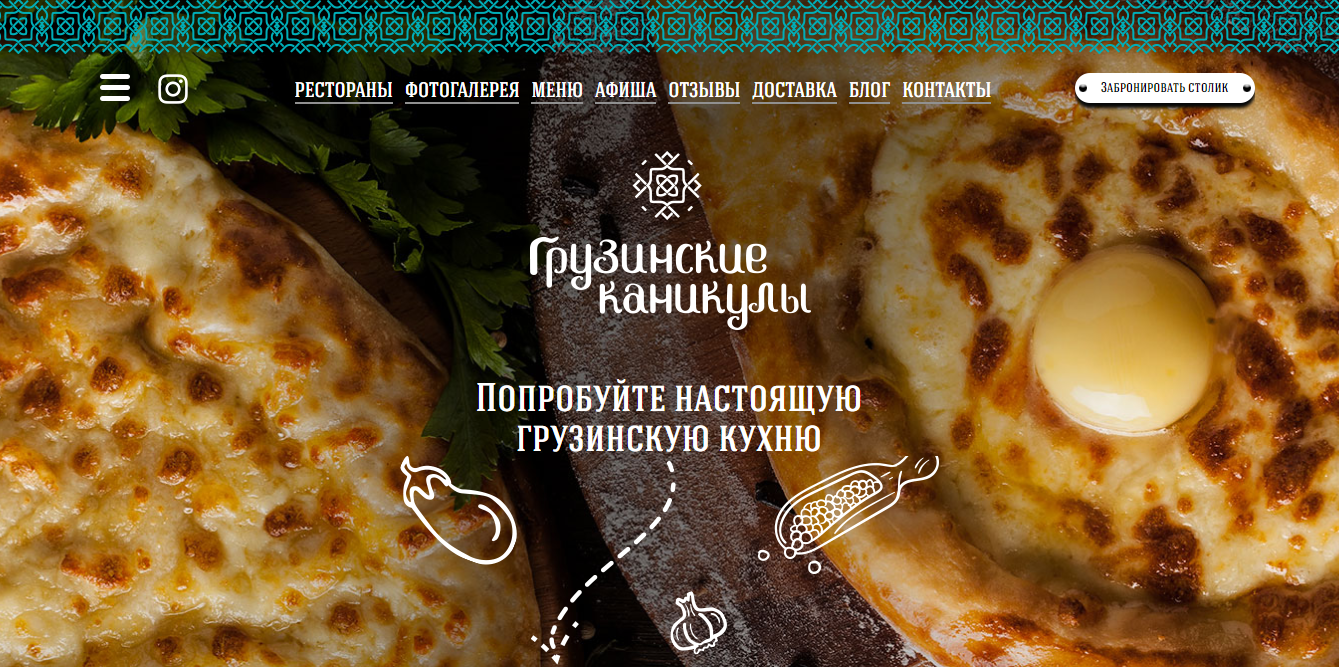 РЕСТОРАНЫ ФОТОГАЛЕРЕЯ МЕНЮ АФИША ОТЗЫВЫ ДОСТАВКА БЛОГ КОНТАКТЫ
ЗАБРОНИРОВАТЬ СТОЛИК
Грузинские
каникулы
ПОПРОБУЙТЕ НАСТОЯЩУЮ
ГРУЗИНСКУЮ КУХНЮ